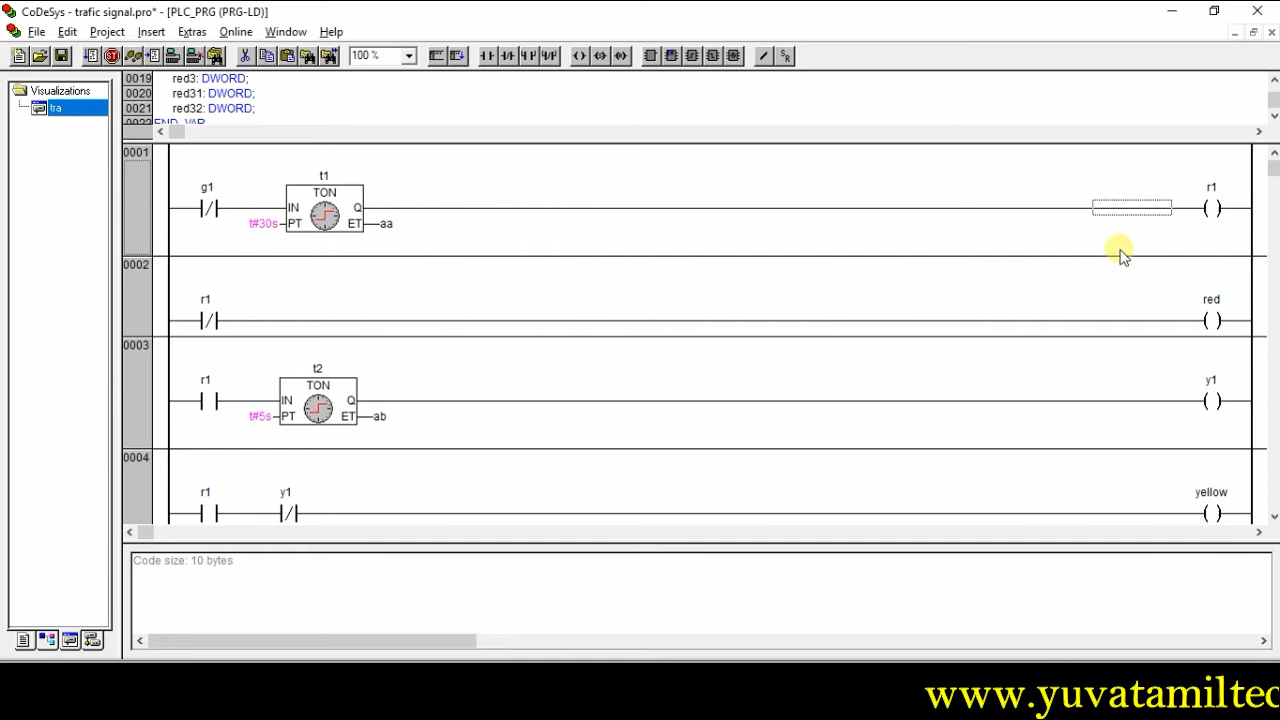 CoDeSys - trafic signal.pro* - [PLC_PRG (PRG-LD)]
File Edit Project Insert Extras Online Window Help
100 %
Visualizations
tra
0019 red3: DWORD;
0020 red31: DWORD;
0021 red32: DWORD;
0022 END_VAR
0001
t1
g1 TON r1
IN Q
t#30s PT ET aa
0002
r1 red
0003
t2
r1 TON y1
IN Q
t#5s PT ET ab
0004
r1 y1 yellow
Code size: 10 bytes
www.yuvatamiltec